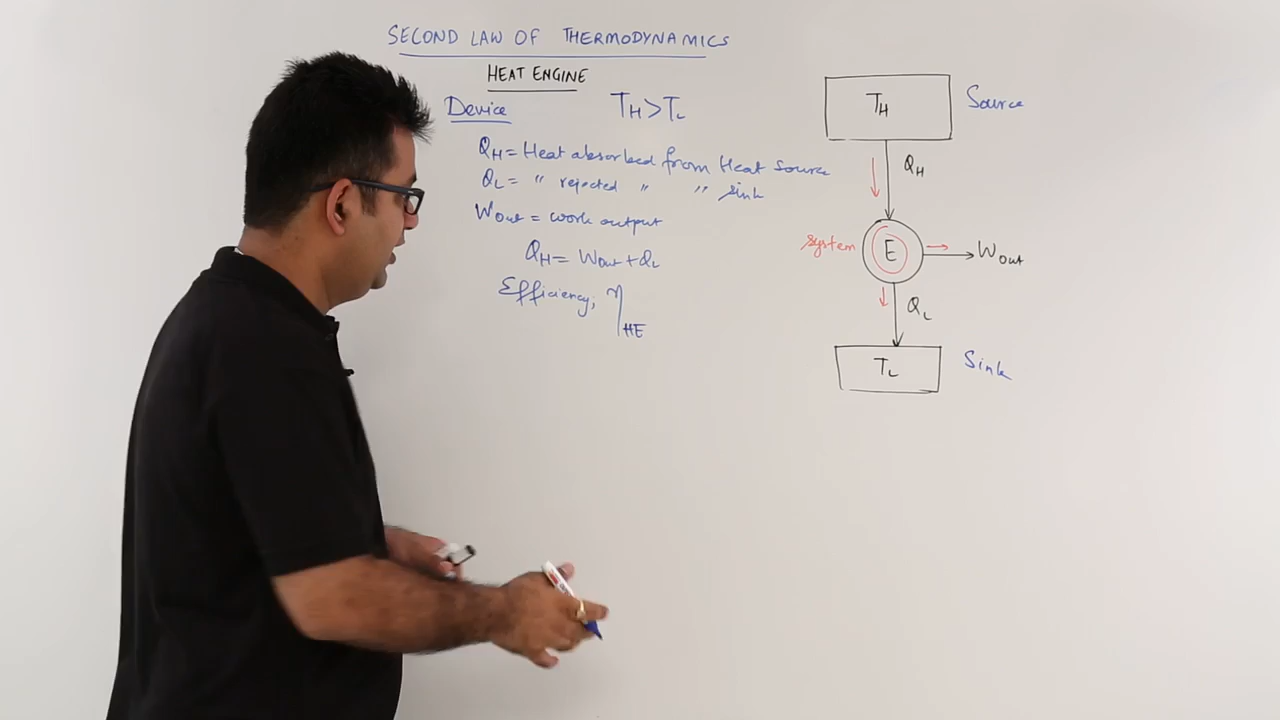 SECOND LAW OF THERMODYNAMICS
HEAT ENGINE
Device TH > TL
QH = Heat absorbed from Heat source
QL = " rejected " " sink
Wout = work output
QH = Wout + QL
Efficiency, η HE
TH Source
QH
system E Wout
QL
TL Sink